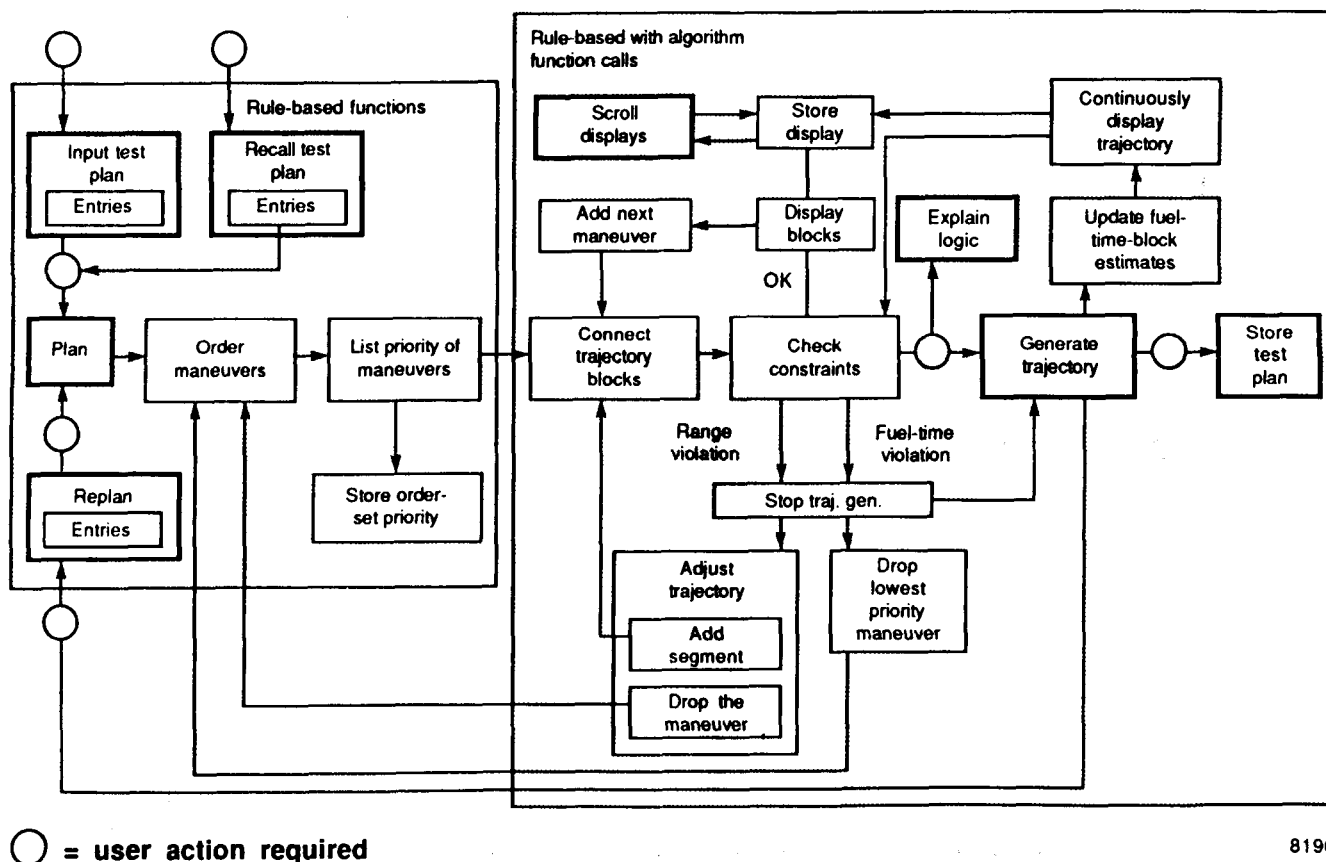 Rule-based functions
Input test
plan
Entries
Recall test
plan
Entries
Plan
Order
maneuvers
List priority of
maneuvers
Store order-
set priority
Replan
Entries
Rule-based with algorithm
function calls
Scroll
displays
Store
display
Continuously
display
trajectory
Add next
maneuver
Display
blocks
Explain
logic
Update fuel-
time-block
estimates
OK
Connect
trajectory
blocks
Check
constraints
Generate
trajectory
Store
test
plan
Range
violation
Fuel-time
violation
Stop traj. gen.
Adjust
trajectory
Add
segment
Drop the
maneuver
Drop
lowest
priority
maneuver
= user action required